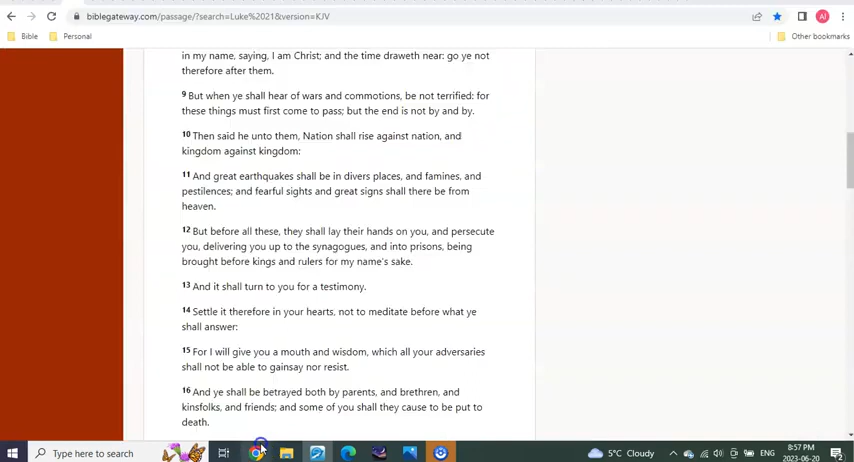 biblegateway.com/passage/?search=Luke%2021&version=KJV
AI
Bible
Personal
Other bookmarks
in my name, saying, I am Christ; and the time draweth near: go ye not
therefore after them.
9 But when ye shall hear of wars and commotions, be not terrified: for
these things must first come to pass; but the end is not by and by.
10 Then said he unto them, Nation shall rise against nation, and
kingdom against kingdom:
11 And great earthquakes shall be in divers places, and famines, and
pestilences; and fearful sights and great signs shall there be from
heaven.
12 But before all these, they shall lay their hands on you, and persecute
you, delivering you up to the synagogues, and into prisons, being
brought before kings and rulers for my name's sake.
13 And it shall turn to you for a testimony.
14 Settle it therefore in your hearts, not to meditate before what ye
shall answer:
15 For I will give you a mouth and wisdom, which all your adversaries
shall not be able to gainsay nor resist.
16 And ye shall be betrayed both by parents, and brethren, and
kinsfolks, and friends; and some of you shall they cause to be put to
death.
Type here to search
5°C Cloudy
ENG
8:57 PM
2023-06-20
2